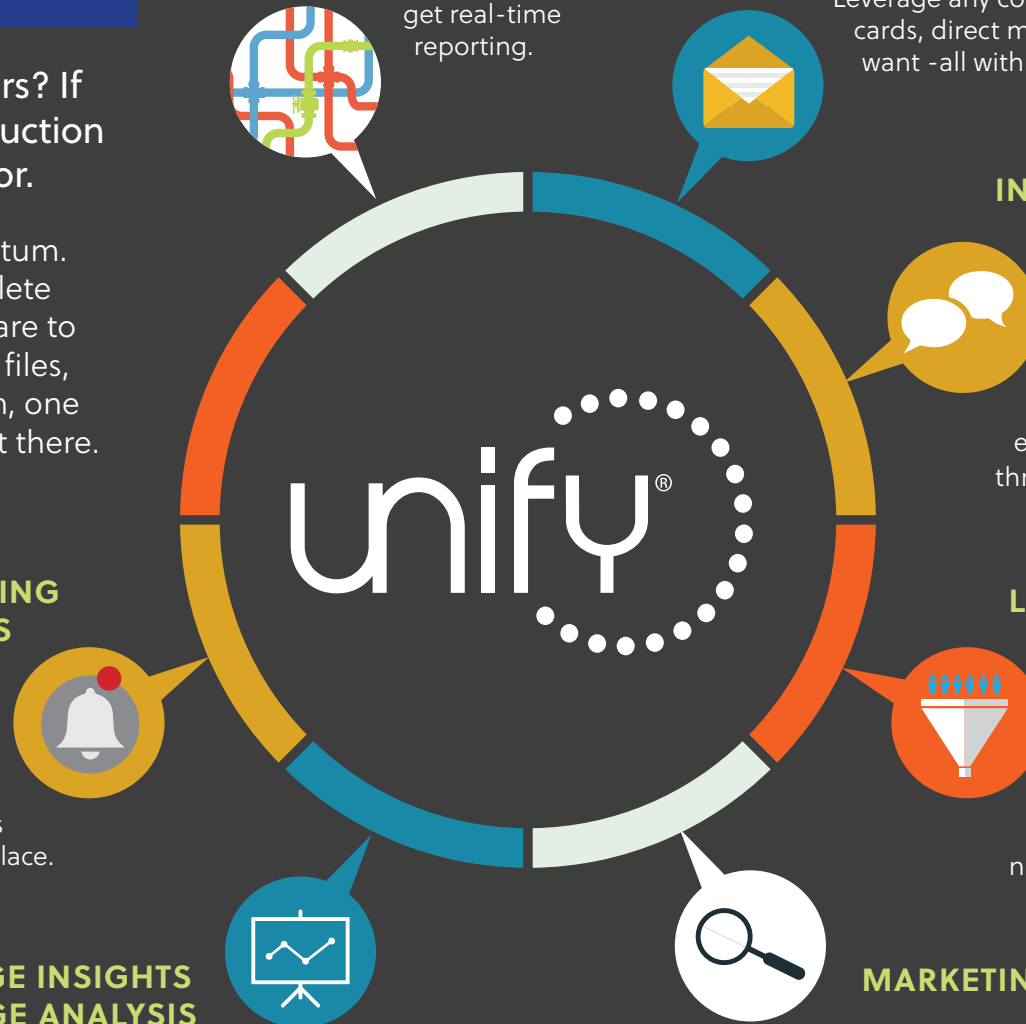 get real-time
reporting.
cards, direct m
want -all with
rs? If
uction
or.
tum.
lete
are to
files,
n, one
t there.
IN
unify®
e
thr
ING
S
L
s
lace.
n
GE INSIGHTS
GE ANALYSIS
MARKETIN